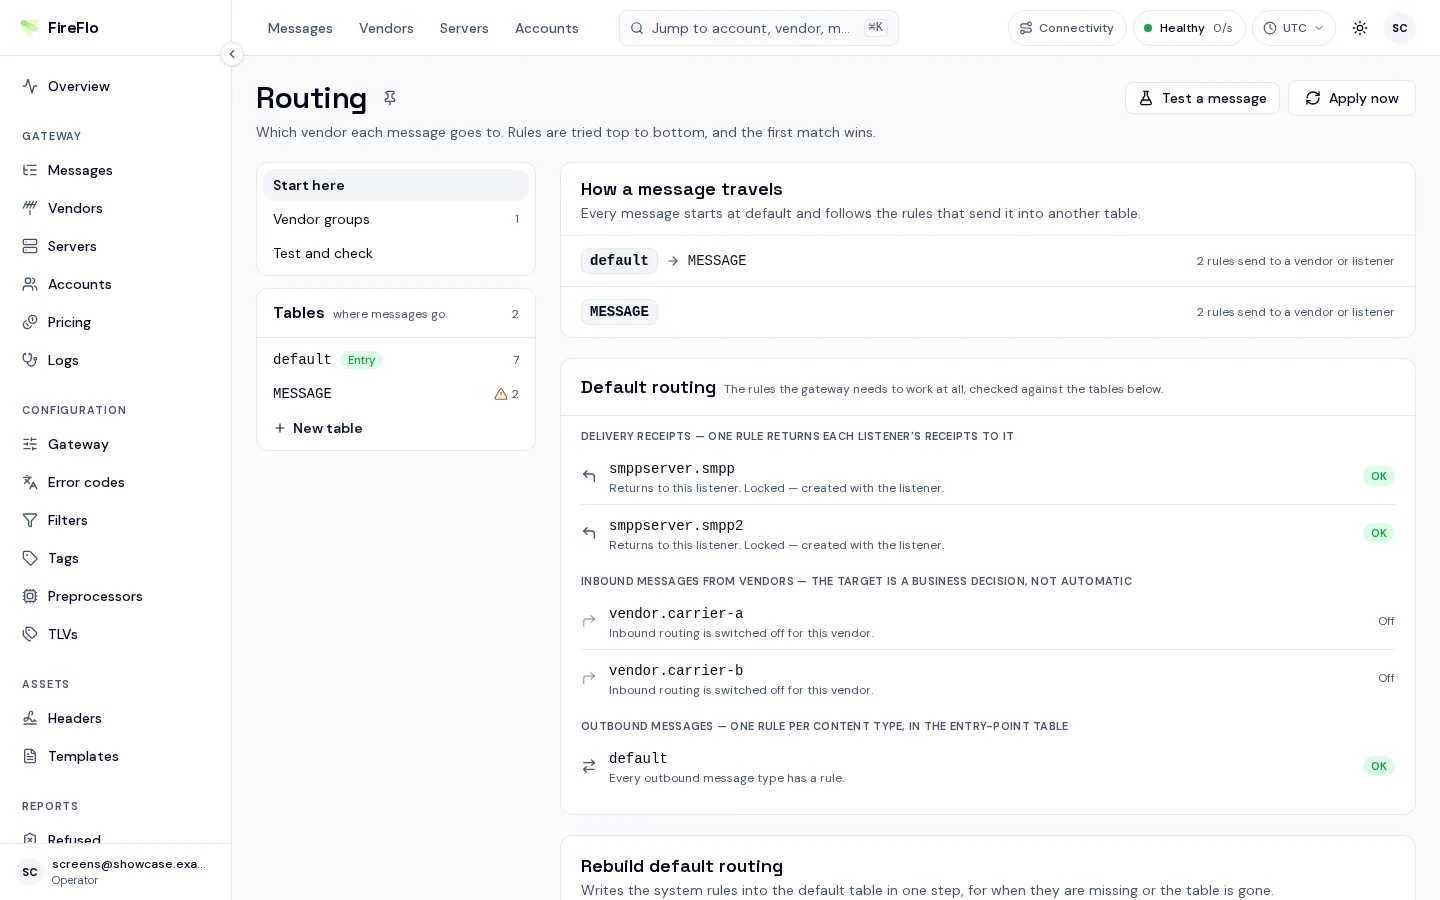 FireFlo
Messages
Vendors
Servers
Accounts
Jump to account, vendor, m...
⌘K
Connectivity
Healthy 0/s
UTC
SC
Overview
GATEWAY
Messages
Vendors
Servers
Accounts
Pricing
Logs
CONFIGURATION
Gateway
Error codes
Filters
Tags
Preprocessors
TLVs
ASSETS
Headers
Templates
REPORTS
Refused
SC
screens@showcase.exa...
Operator
Routing
Test a message
Apply now
Which vendor each message goes to. Rules are tried top to bottom, and the first match wins.
Start here
Vendor groups 1
Test and check
Tables where messages go 2
default Entry 7
MESSAGE 2
New table
How a message travels
Every message starts at default and follows the rules that send it into another table.
default → MESSAGE 2 rules send to a vendor or listener
MESSAGE 2 rules send to a vendor or listener
Default routing The rules the gateway needs to work at all, checked against the tables below.
DELIVERY RECEIPTS — ONE RULE RETURNS EACH LISTENER'S RECEIPTS TO IT
smppserver.smpp
Returns to this listener. Locked — created with the listener.
OK
smppserver.smpp2
Returns to this listener. Locked — created with the listener.
OK
INBOUND MESSAGES FROM VENDORS — THE TARGET IS A BUSINESS DECISION, NOT AUTOMATIC
vendor.carrier-a
Inbound routing is switched off for this vendor.
Off
vendor.carrier-b
Inbound routing is switched off for this vendor.
Off
OUTBOUND MESSAGES — ONE RULE PER CONTENT TYPE, IN THE ENTRY-POINT TABLE
default
Every outbound message type has a rule.
OK
Rebuild default routing
Writes the system rules into the default table in one step, for when they are missing or the table is gone.